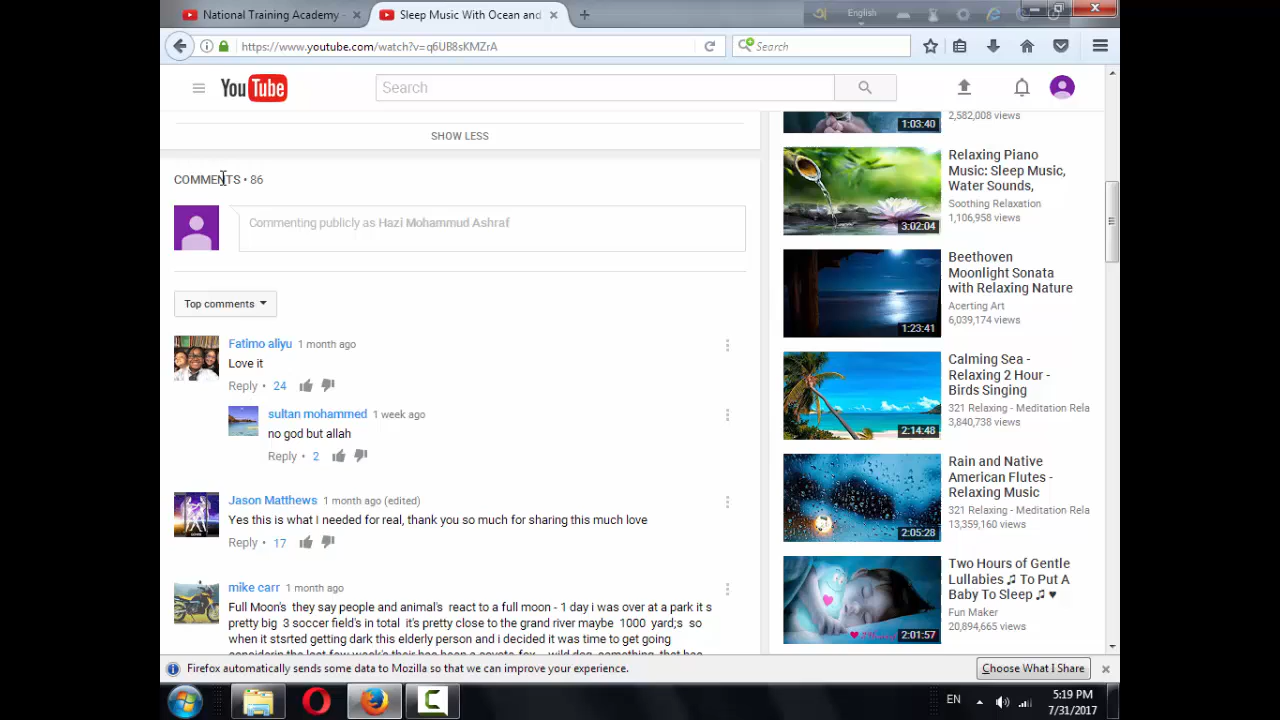 National Training Academy -
Sleep Music With Ocean and
English
https://www.youtube.com/watch?v=q6UB8sKMZrA
Search
YouTube
Search
SHOW LESS
COMMENTS • 86
Commenting publicly as Hazi Mohammud Ashraf
Top comments
Fatimo aliyu 1 month ago
Love it
Reply • 24
sultan mohammed 1 week ago
no god but allah
Reply • 2
Jason Matthews 1 month ago (edited)
Yes this is what I needed for real, thank you so much for sharing this much love
Reply • 17
mike carr 1 month ago
Full Moon's they say people and animal's react to a full moon - 1 day i was over at a park it s
pretty big 3 soccer field's in total it's pretty close to the grand river maybe 1000 yard;s so
when it ststrd getting dark this elderly person and i decided it was time to get going
1:03:40
2,582,008 views
3:02:04
Relaxing Piano
Music: Sleep Music,
Water Sounds,
Soothing Relaxation
1,106,958 views
1:23:41
Beethoven
Moonlight Sonata
with Relaxing Nature
Acerting Art
6,039,174 views
2:14:48
Calming Sea -
Relaxing 2 Hour -
Birds Singing
321 Relaxing - Meditation Rela
3,840,738 views
2:05:28
Rain and Native
American Flutes -
Relaxing Music
321 Relaxing - Meditation Rela
13,359,160 views
2:01:57
Two Hours of Gentle
Lullabies ♫ To Put A
Baby To Sleep ♫ ♥
Fun Maker
20,894,665 views
Firefox automatically sends some data to Mozilla so that we can improve your experience.
Choose What I Share
EN
5:19 PM
7/31/2017